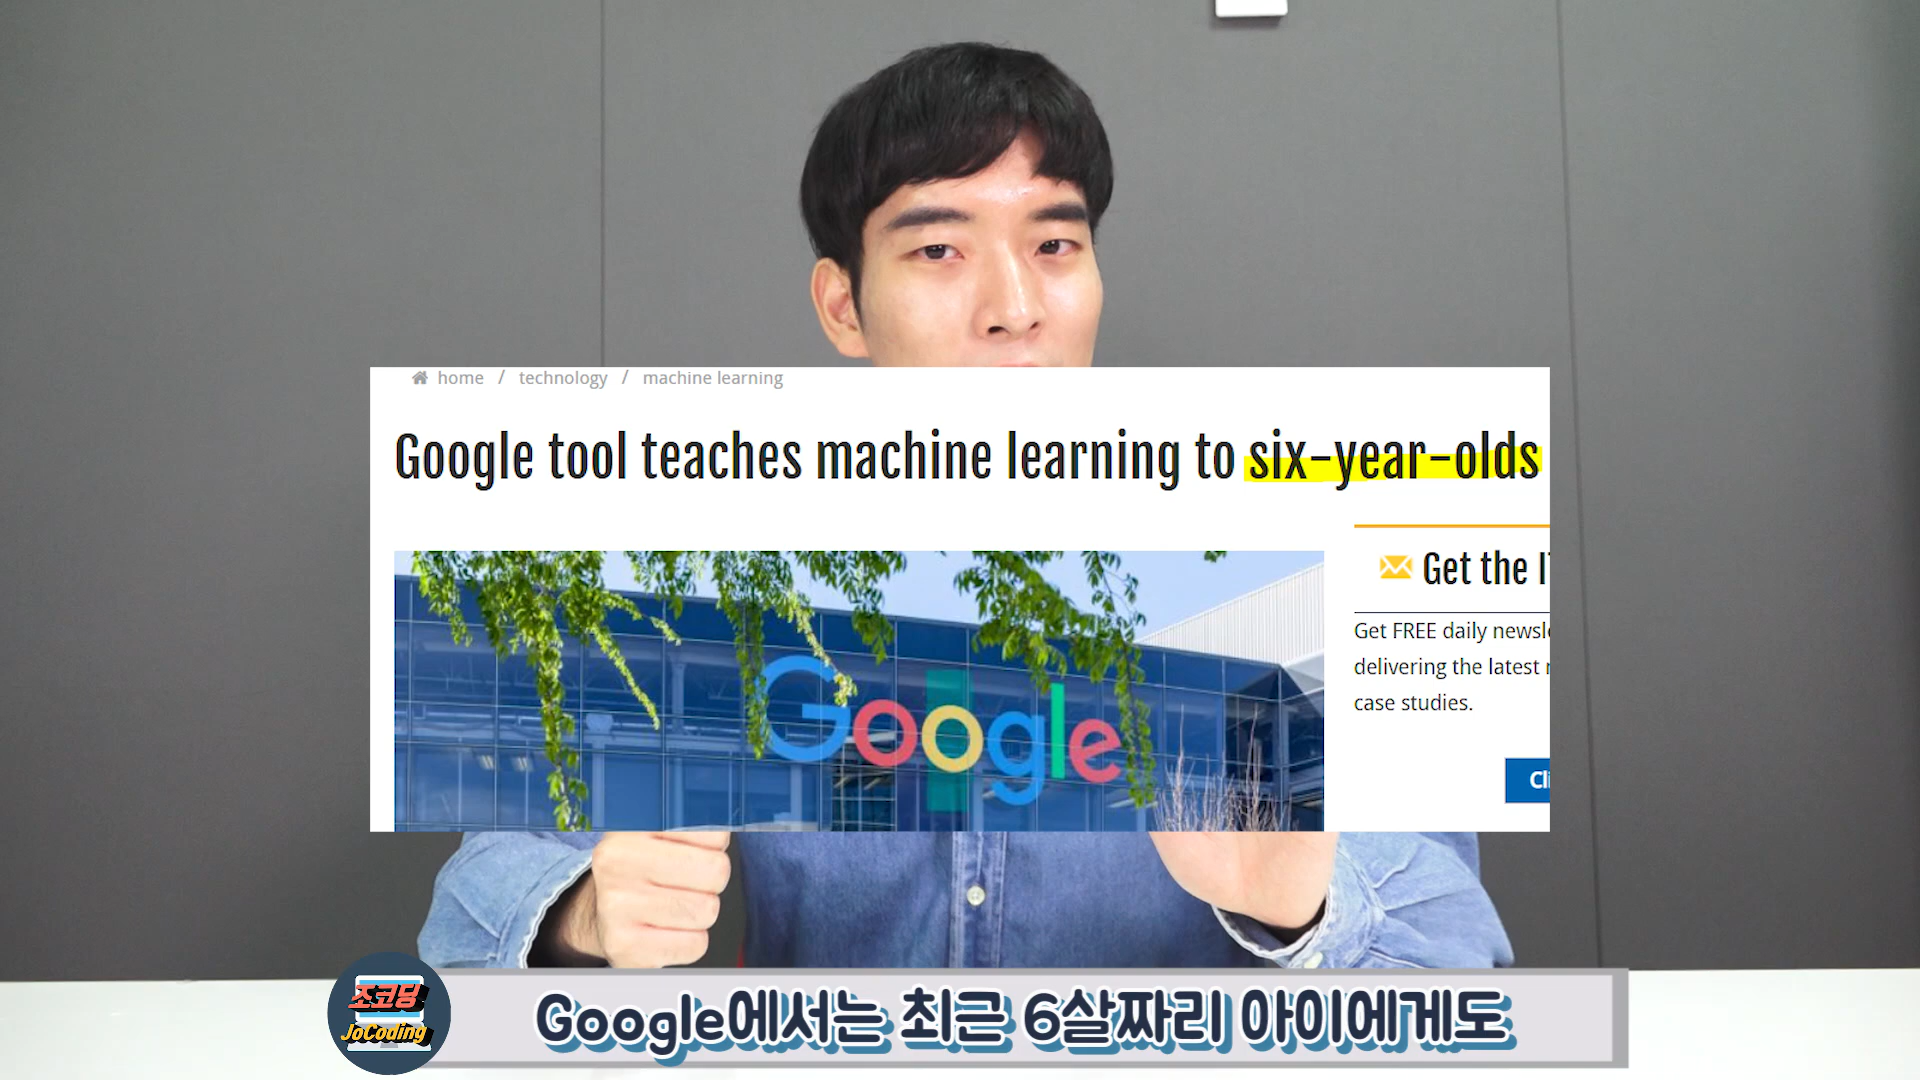 home / technology / machine learning
Google tool teaches machine learning to six-year-olds
Get the
Get FREE daily
delivering the latest
case studies.
Google
조코딩
JoCoding
Google에서는 최근 6살짜리 아이에게도